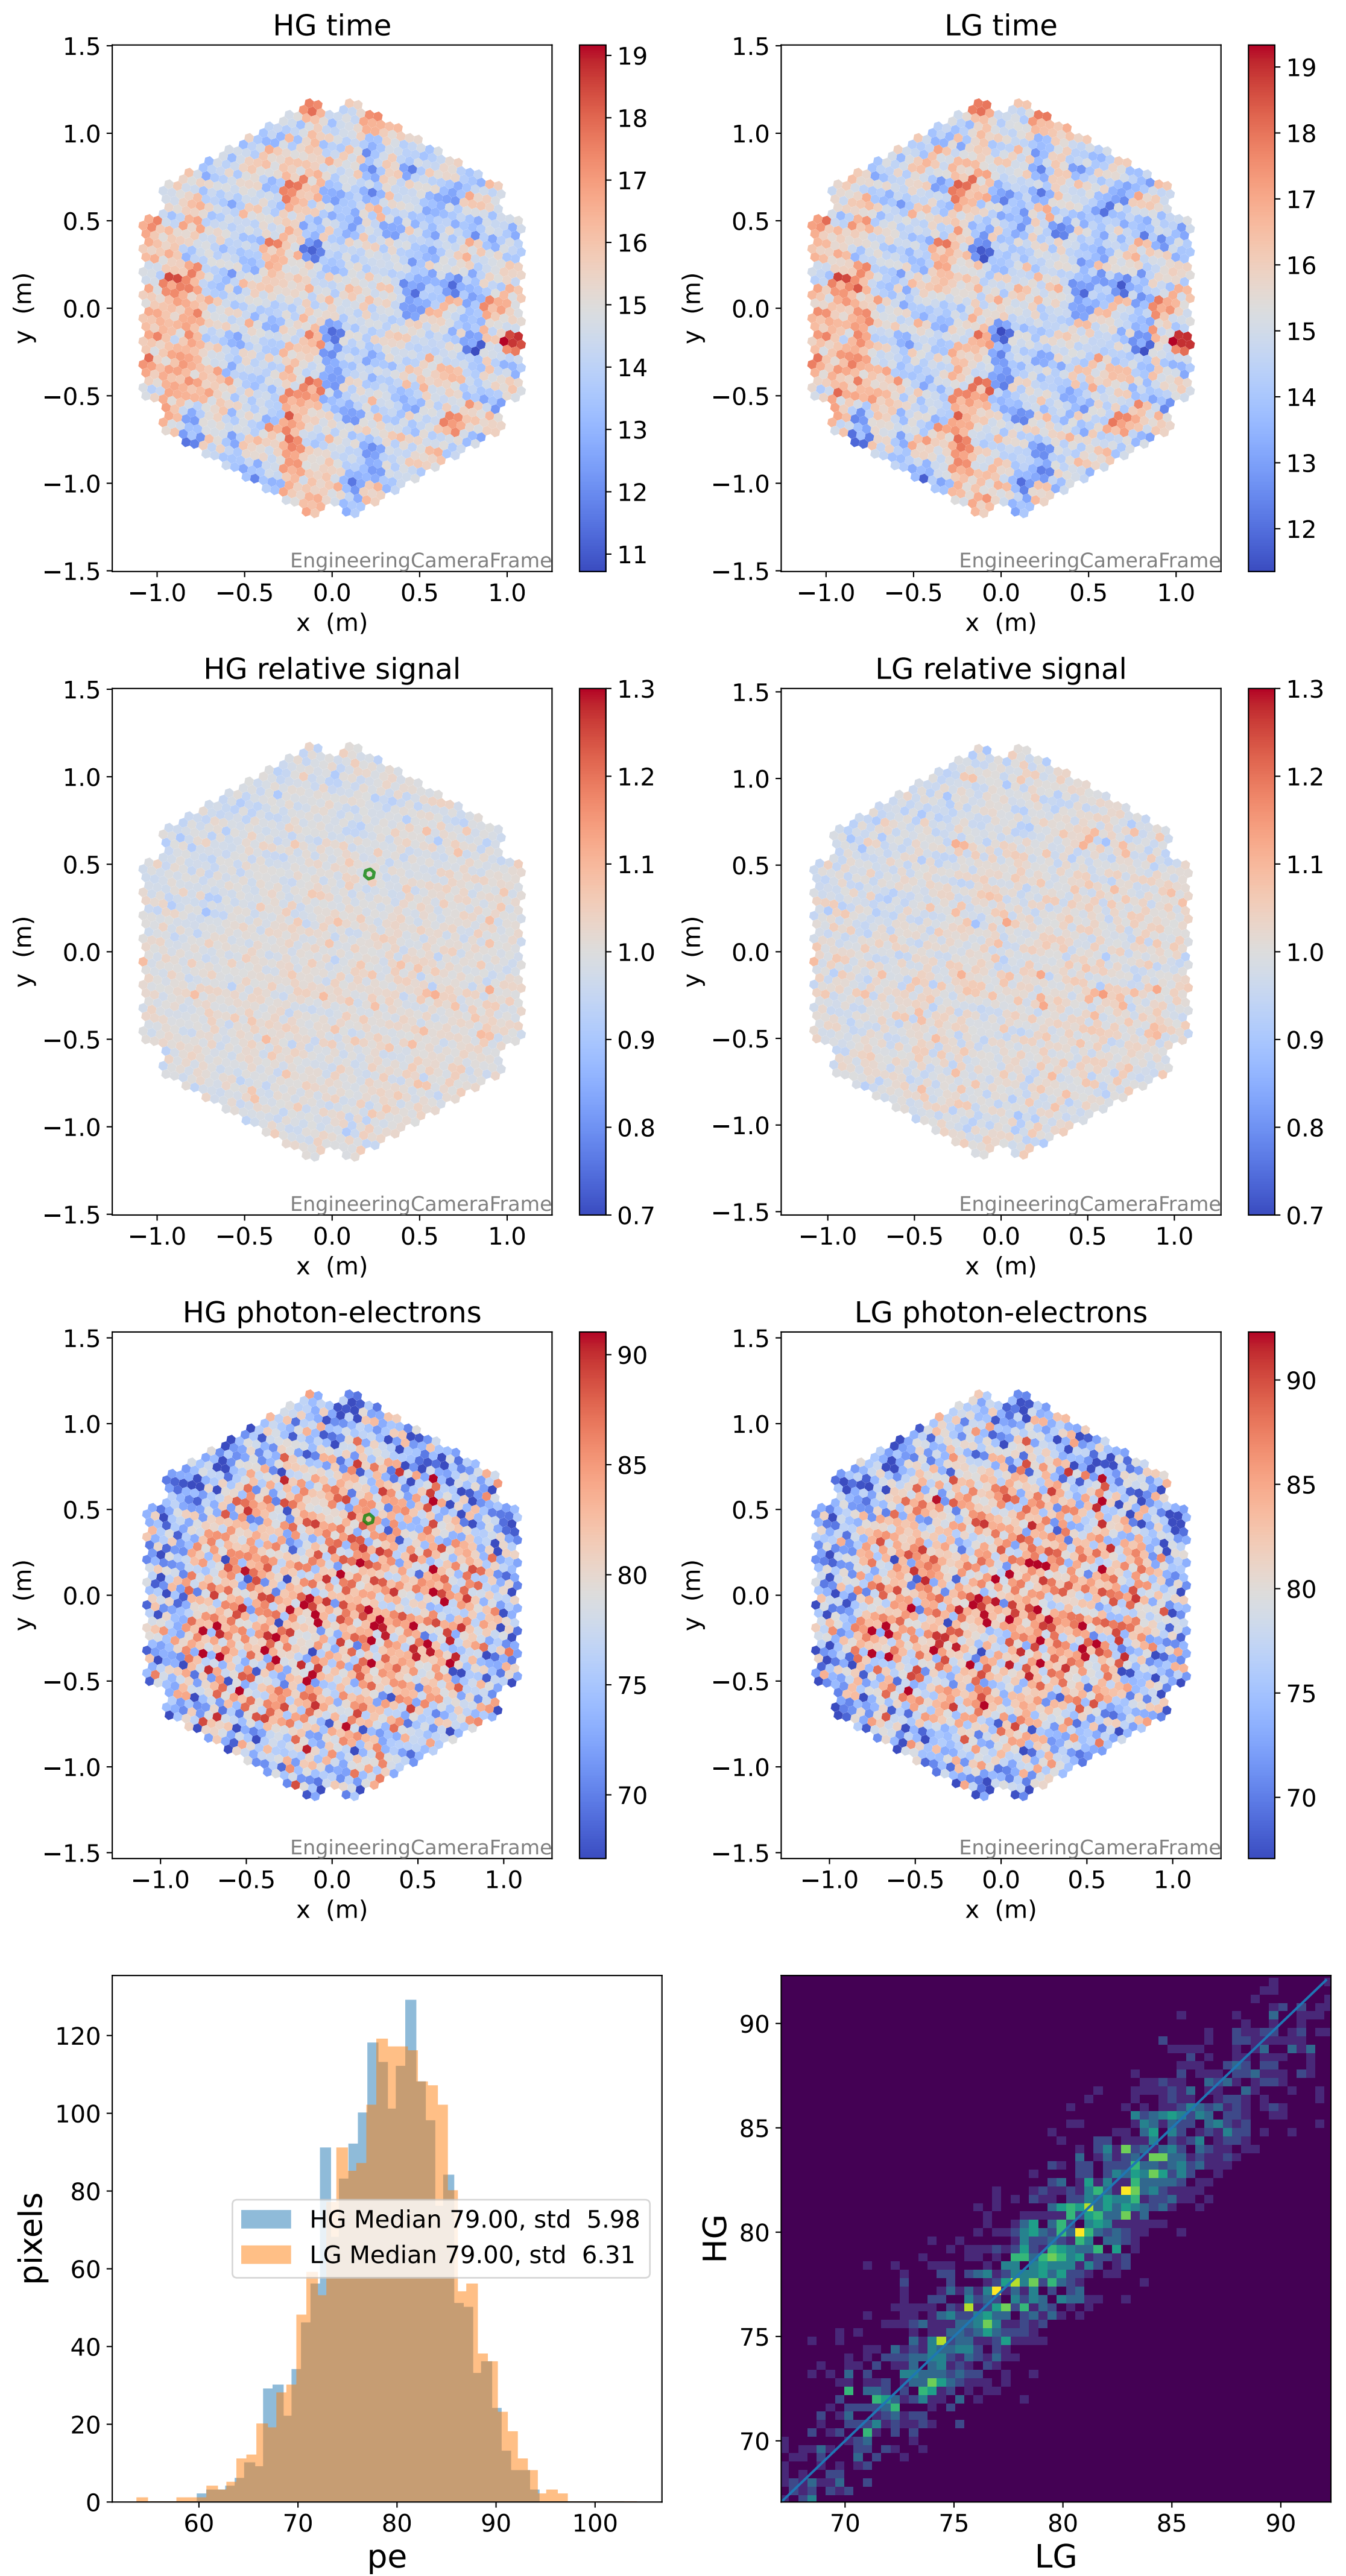 HG time
1.5
1.0
0.5
0.0
−0.5
−1.0
−1.5
y (m)
−1.0 −0.5 0.0 0.5 1.0
x (m)
EngineeringCameraFrame
19
18
17
16
15
14
13
12
11
LG time
1.5
1.0
0.5
0.0
−0.5
−1.0
−1.5
y (m)
−1.0 −0.5 0.0 0.5 1.0
x (m)
EngineeringCameraFrame
19
18
17
16
15
14
13
12
HG relative signal
1.5
1.0
0.5
0.0
−0.5
−1.0
−1.5
y (m)
−1.0 −0.5 0.0 0.5 1.0
x (m)
EngineeringCameraFrame
1.3
1.2
1.1
1.0
0.9
0.8
0.7
LG relative signal
1.5
1.0
0.5
0.0
−0.5
−1.0
−1.5
y (m)
−1.0 −0.5 0.0 0.5 1.0
x (m)
EngineeringCameraFrame
1.3
1.2
1.1
1.0
0.9
0.8
0.7
HG photon-electrons
1.5
1.0
0.5
0.0
−0.5
−1.0
−1.5
y (m)
−1.0 −0.5 0.0 0.5 1.0
x (m)
EngineeringCameraFrame
90
85
80
75
70
LG photon-electrons
1.5
1.0
0.5
0.0
−0.5
−1.0
−1.5
y (m)
−1.0 −0.5 0.0 0.5 1.0
x (m)
EngineeringCameraFrame
90
85
80
75
70
120
100
80
60
40
20
0
pixels
HG Median 79.00, std 5.98
LG Median 79.00, std 6.31
60 70 80 90 100
pe
90
85
80
75
70
HG
70 75 80 85 90
LG